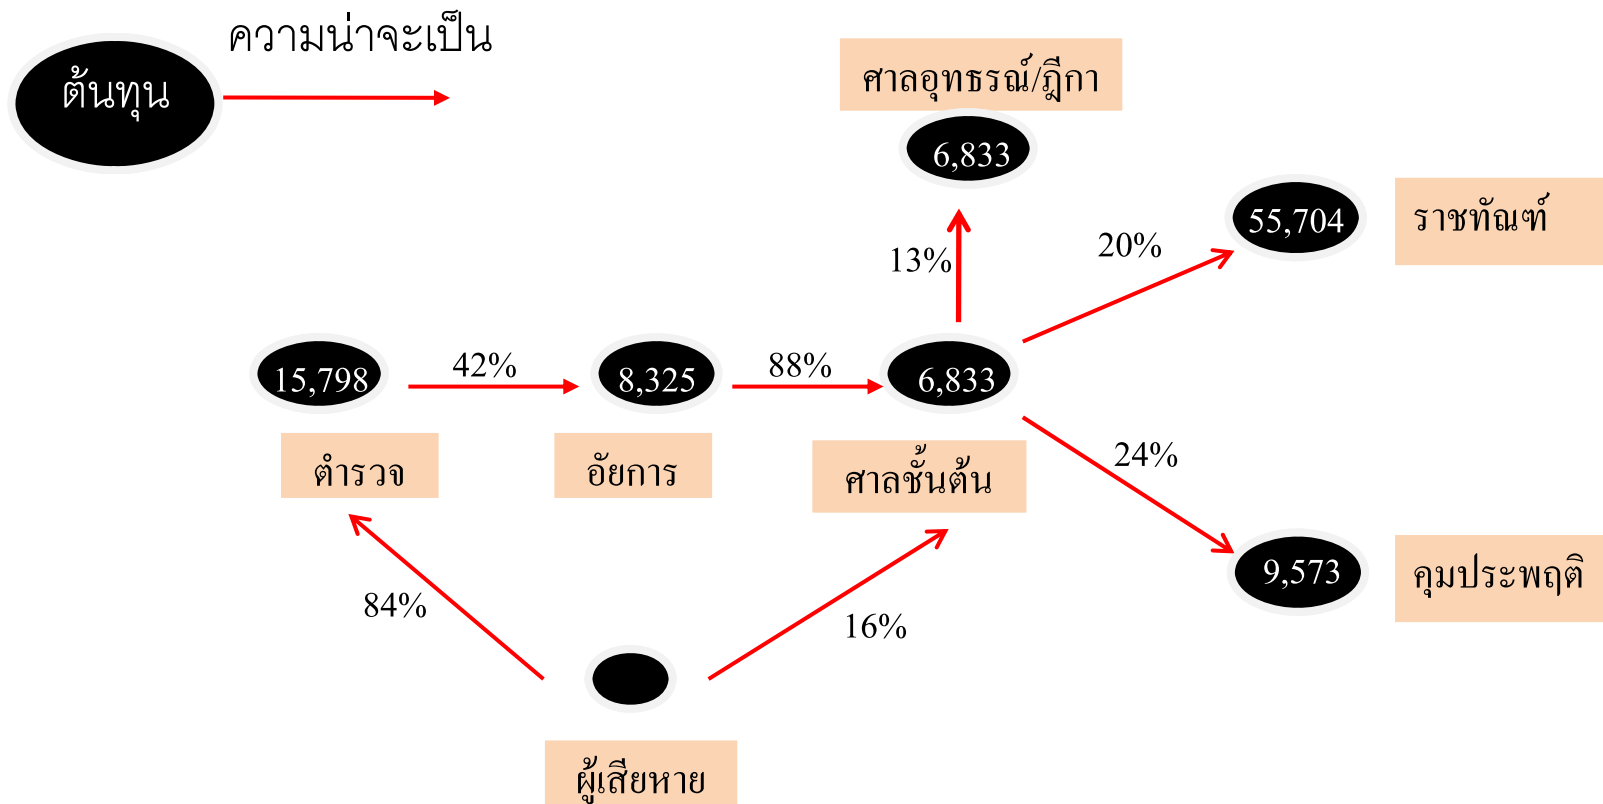 ความน่าจะเป็น
ต้นทุน
ศาลอุทธรณ์/ฎีกา
6,833
55,704
ราชทัณฑ์
13%
20%
15,798
42%
8,325
88%
6,833
ตำรวจ
อัยการ
ศาลชั้นต้น
24%
9,573
คุมประพฤติ
84%
16%
ผู้เสียหาย